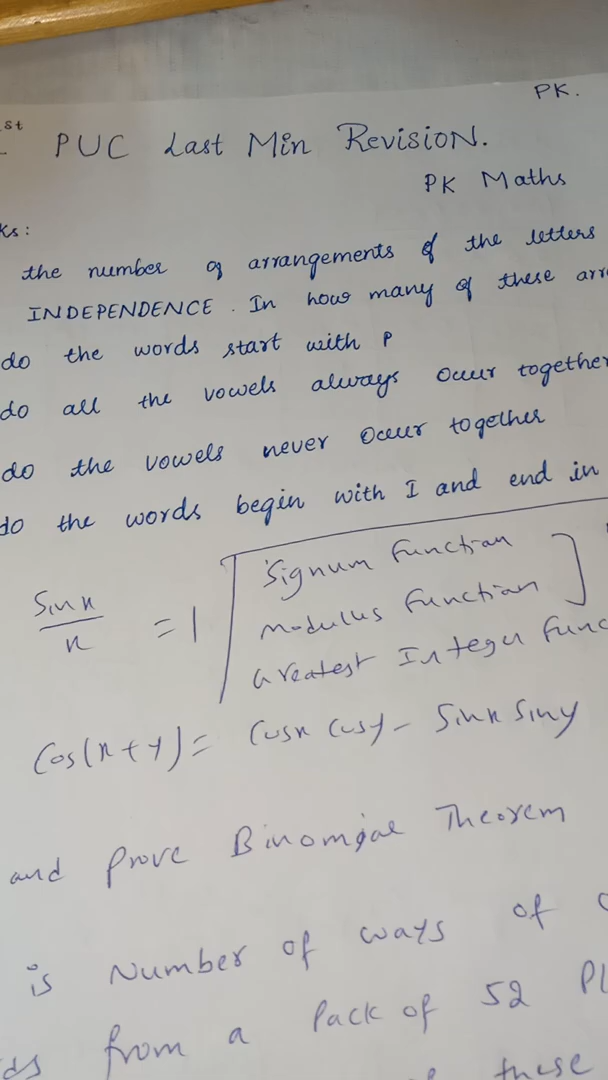 PK.
st
PUC Last Min Revision.
PK Maths
ks:
the number of arrangements of the letters
INDEPENDENCE. In how many of these arr
do the words start with P
do all the vowels always occur together
do the vowels never occur together
do the words begin with I and end in
Signum function
modulus function
Greatest Integer func
sin x / x = 1
Cos(x+y) = Cosx Cosy - Sinx Siny
and prove Binomial Theorem
is Number of ways of
ds from a Pack of 52 Pl
these